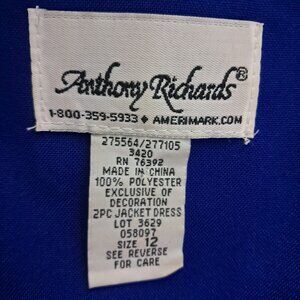 Anthony Richards®
1-800-359-5933 ♦ AMERIMARK.COM
275564/277105
3420
RN 76392
MADE IN CHINA
100% POLYESTER
EXCLUSIVE OF
DECORATION
2PC JACKET DRESS
LOT 3629
058097
SIZE 12
SEE REVERSE
FOR CARE